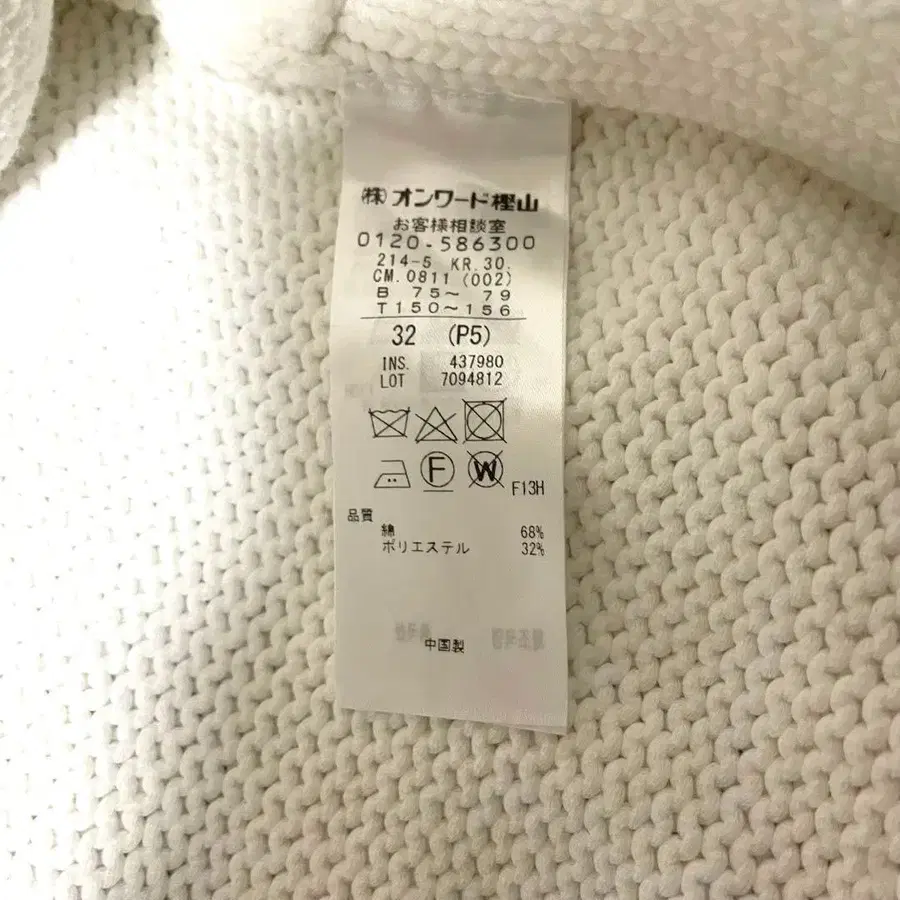 ㈱オンワード樫山
お客様相談室
0120-586300
214-5 KR.30.
CM.0811 (002)
B 75～ 79
T150～156
32 (P5)
INS. 437980
LOT 7094812
F W
F13H
品質
綿 68%
ポリエステル 32%
中国製